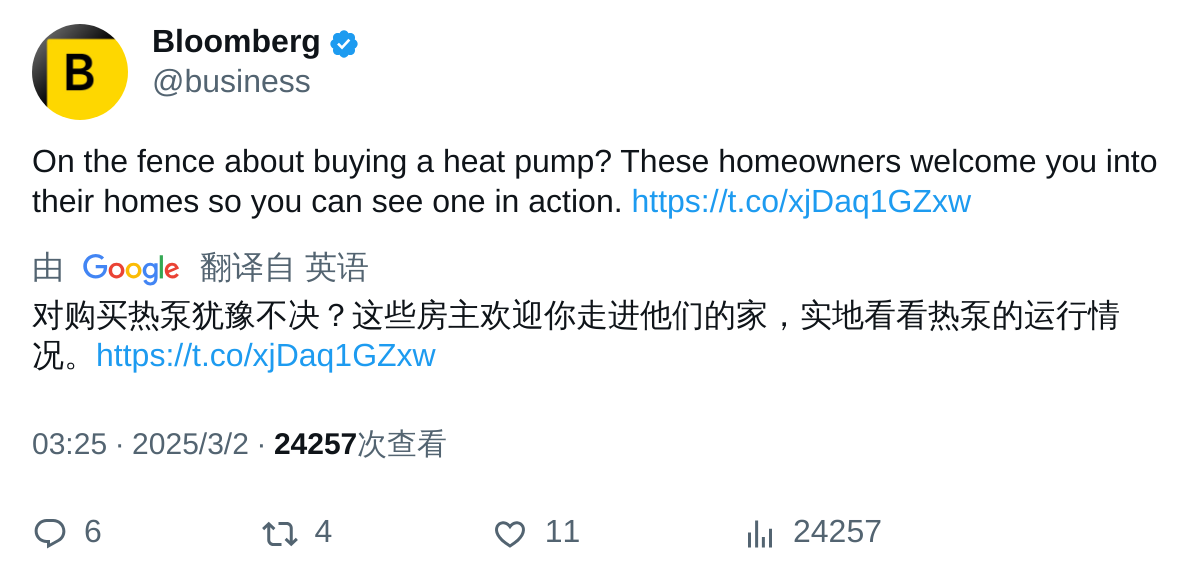 B
Bloomberg
@business
On the fence about buying a heat pump? These homeowners welcome you into
their homes so you can see one in action. https://t.co/xjDaq1GZxw
由 Google 翻译自 英语
对购买热泵犹豫不决？这些房主欢迎你走进他们的家，实地看看热泵的运行情
况。https://t.co/xjDaq1GZxw
03:25 · 2025/3/2 · 24257次查看
6 4 11 24257